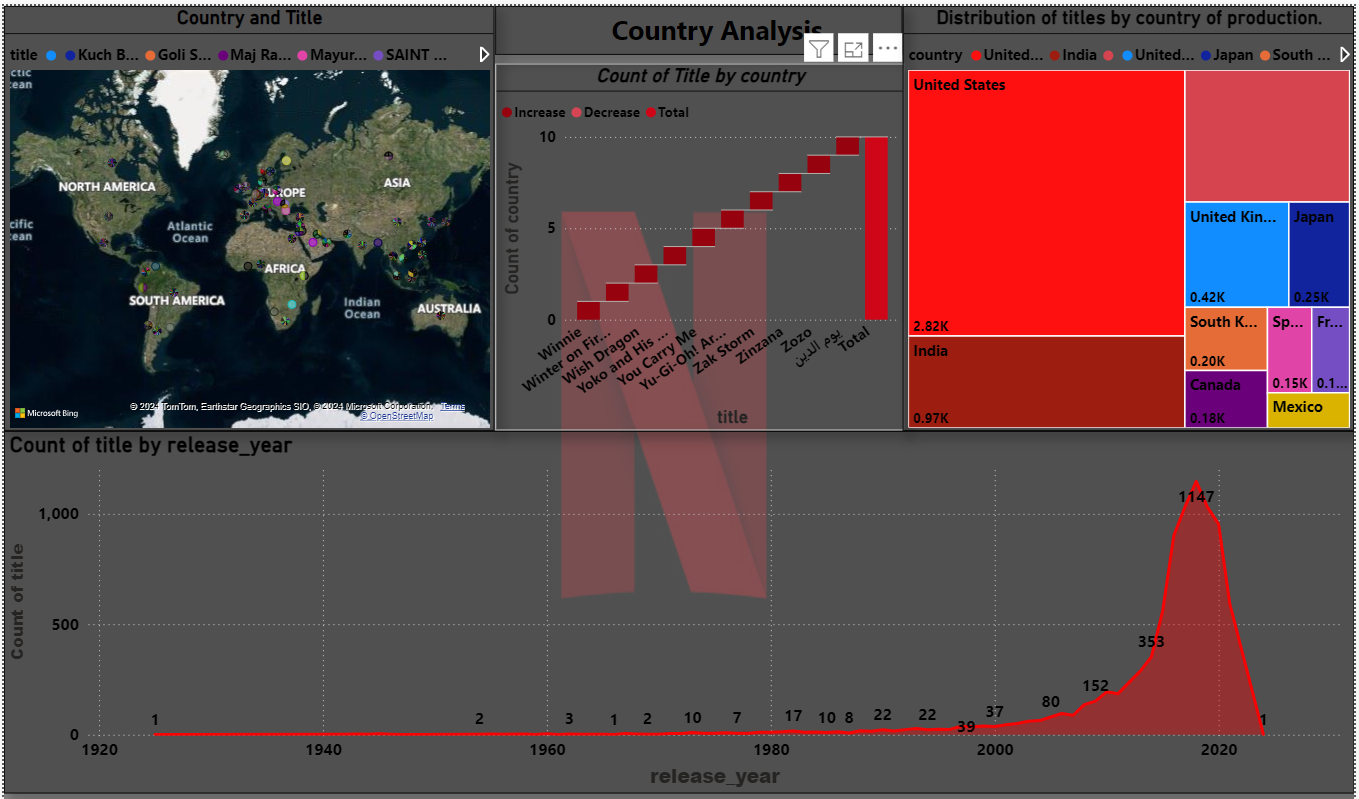 Country and Title
title Kuch B... Goli S... Maj Ra... Mayur... SAINT ...
ctic
ean
NORTH AMERICA
EUROPE
ASIA
cific
ean
Atlantic
Ocean
AFRICA
SOUTH AMERICA
Indian
Ocean
AUSTRALIA
Microsoft Bing
© 2024 TomTom, Earthstar Geographics SIO, © 2024 Microsoft Corporation, Terms
© OpenStreetMap
Country Analysis
Count of Title by country
Increase Decrease Total
Count of country
10
5
0
Winnie
Winter on Fir...
Wish Dragon
Yoko and His ...
You Carry Me
Yu-Gi-Oh! Ar...
Zak Storm
Zinzana
Zozo
يوم الدين
Total
title
Distribution of titles by country of production.
country United... India United... Japan South ...
United States
2.82K
India
0.97K
United Kin...
0.42K
Japan
0.25K
South K...
0.20K
Canada
0.18K
Sp...
0.15K
Fr...
0.1...
Mexico
Count of title by release_year
Count of title
1,000
500
0
1 2 3 1 2 10 7 17 10 8 22 22 39 37 80 152 353 1147 1
1920 1940 1960 1980 2000 2020
release_year